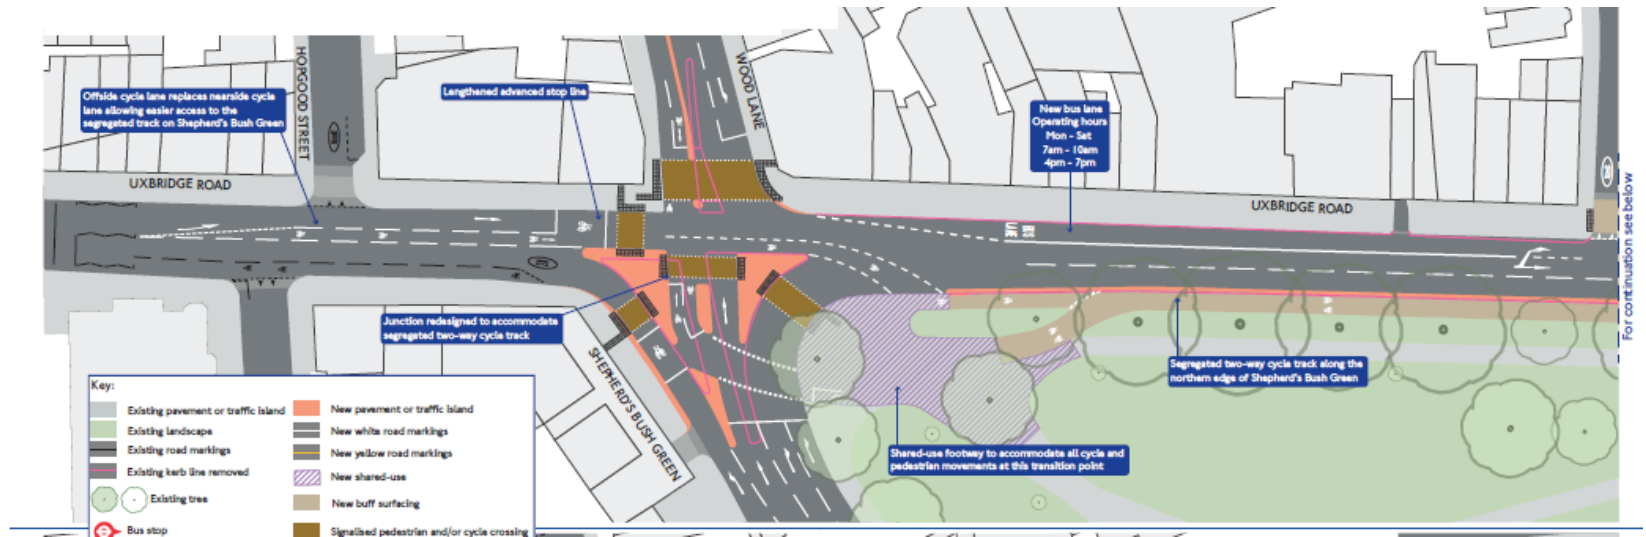 HOPGOOD STREET
WOOD LANE
Offside cycle lane replaces nearside cycle
lane allowing easier access to the
segregated track on Shepherd's Bush Green
Lengthened advanced stop line
New bus lane
Operating hours
Mon - Sat
7am - 10am
4pm - 7pm
UXBRIDGE ROAD
UXBRIDGE ROAD
For continuation see below
BUS
LANE
Junction redesigned to accommodate
segregated two-way cycle track
SHEPHERD'S BUSH GREEN
Segregated two-way cycle track along the
northern edge of Shepherd's Bush Green
Shared-use footway to accommodate all cycle and
pedestrian movements at this transition point
Key:
Existing pavement or traffic island
Existing landscape
Existing road markings
Existing kerb line removed
Existing tree
Bus stop
New pavement or traffic island
New white road markings
New yellow road markings
New shared-use
New buff surfacing
Signalised pedestrian and/or cycle crossing